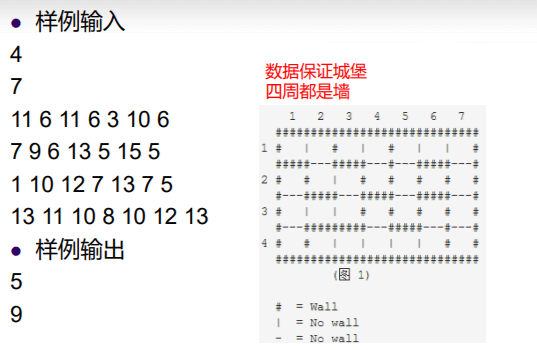 ● 样例输入
4
7
11 6 11 6 3 10 6
7 9 6 13 5 15 5
1 10 12 7 13 7 5
13 11 10 8 10 12 13
● 样例输出
5
9
数据保证城堡
四周都是墙
1 2 3 4 5 6 7
#############################
1 # | # | # | | #
#####---#####---#---#####---#
2 # # | # # # # #
#---#####---#####---#####---#
3 # | | # # # # #
#---#########---#####---#---#
4 # # | | | | # #
#############################
(图 1)
# = Wall
| = No wall
- = No wall